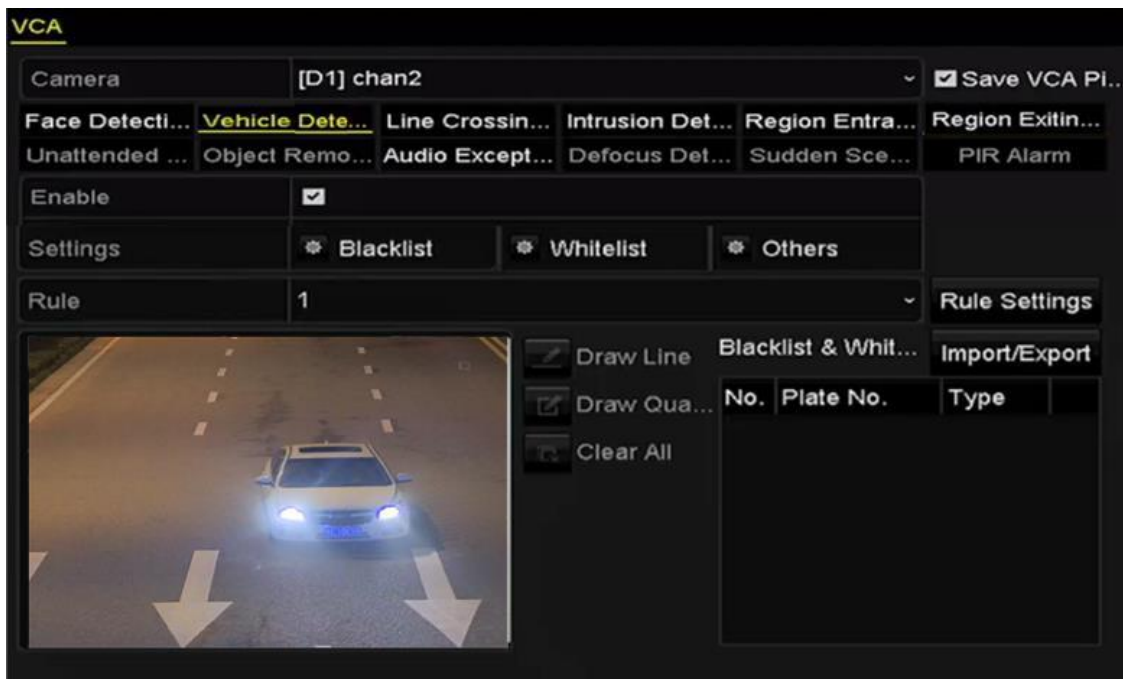 VCA
Camera [D1] chan2 Save VCA Pi..
Face Detecti... Vehicle Dete... Line Crossin... Intrusion Det... Region Entra... Region Exitin...
Unattended ... Object Remo... Audio Except... Defocus Det... Sudden Sce... PIR Alarm
Enable
Settings Blacklist Whitelist Others
Rule 1 Rule Settings
Draw Line Blacklist & Whit... Import/Export
Draw Qua... No. Plate No. Type
Clear All